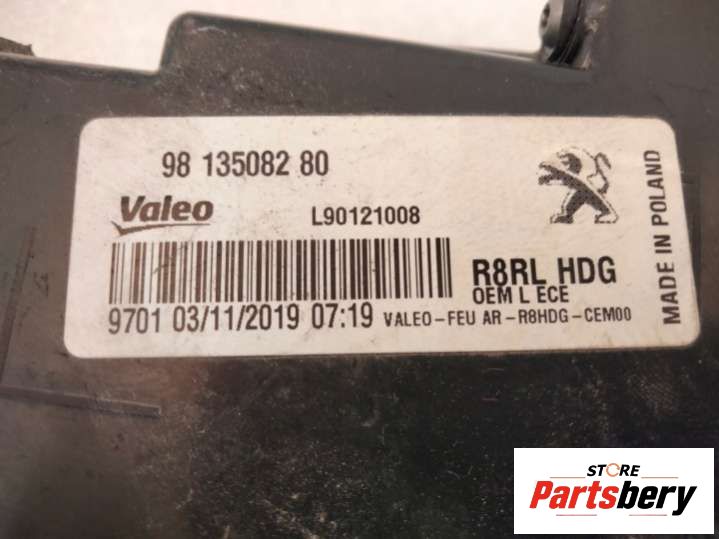 98 135082 80
Valeo
L90121008
R8RL HDG
OEM L ECE
9701 03/11/2019 07:19 VALEO-FEU AR-R8HDG-CEM00
MADE IN POLAND
STORE
Partsbery